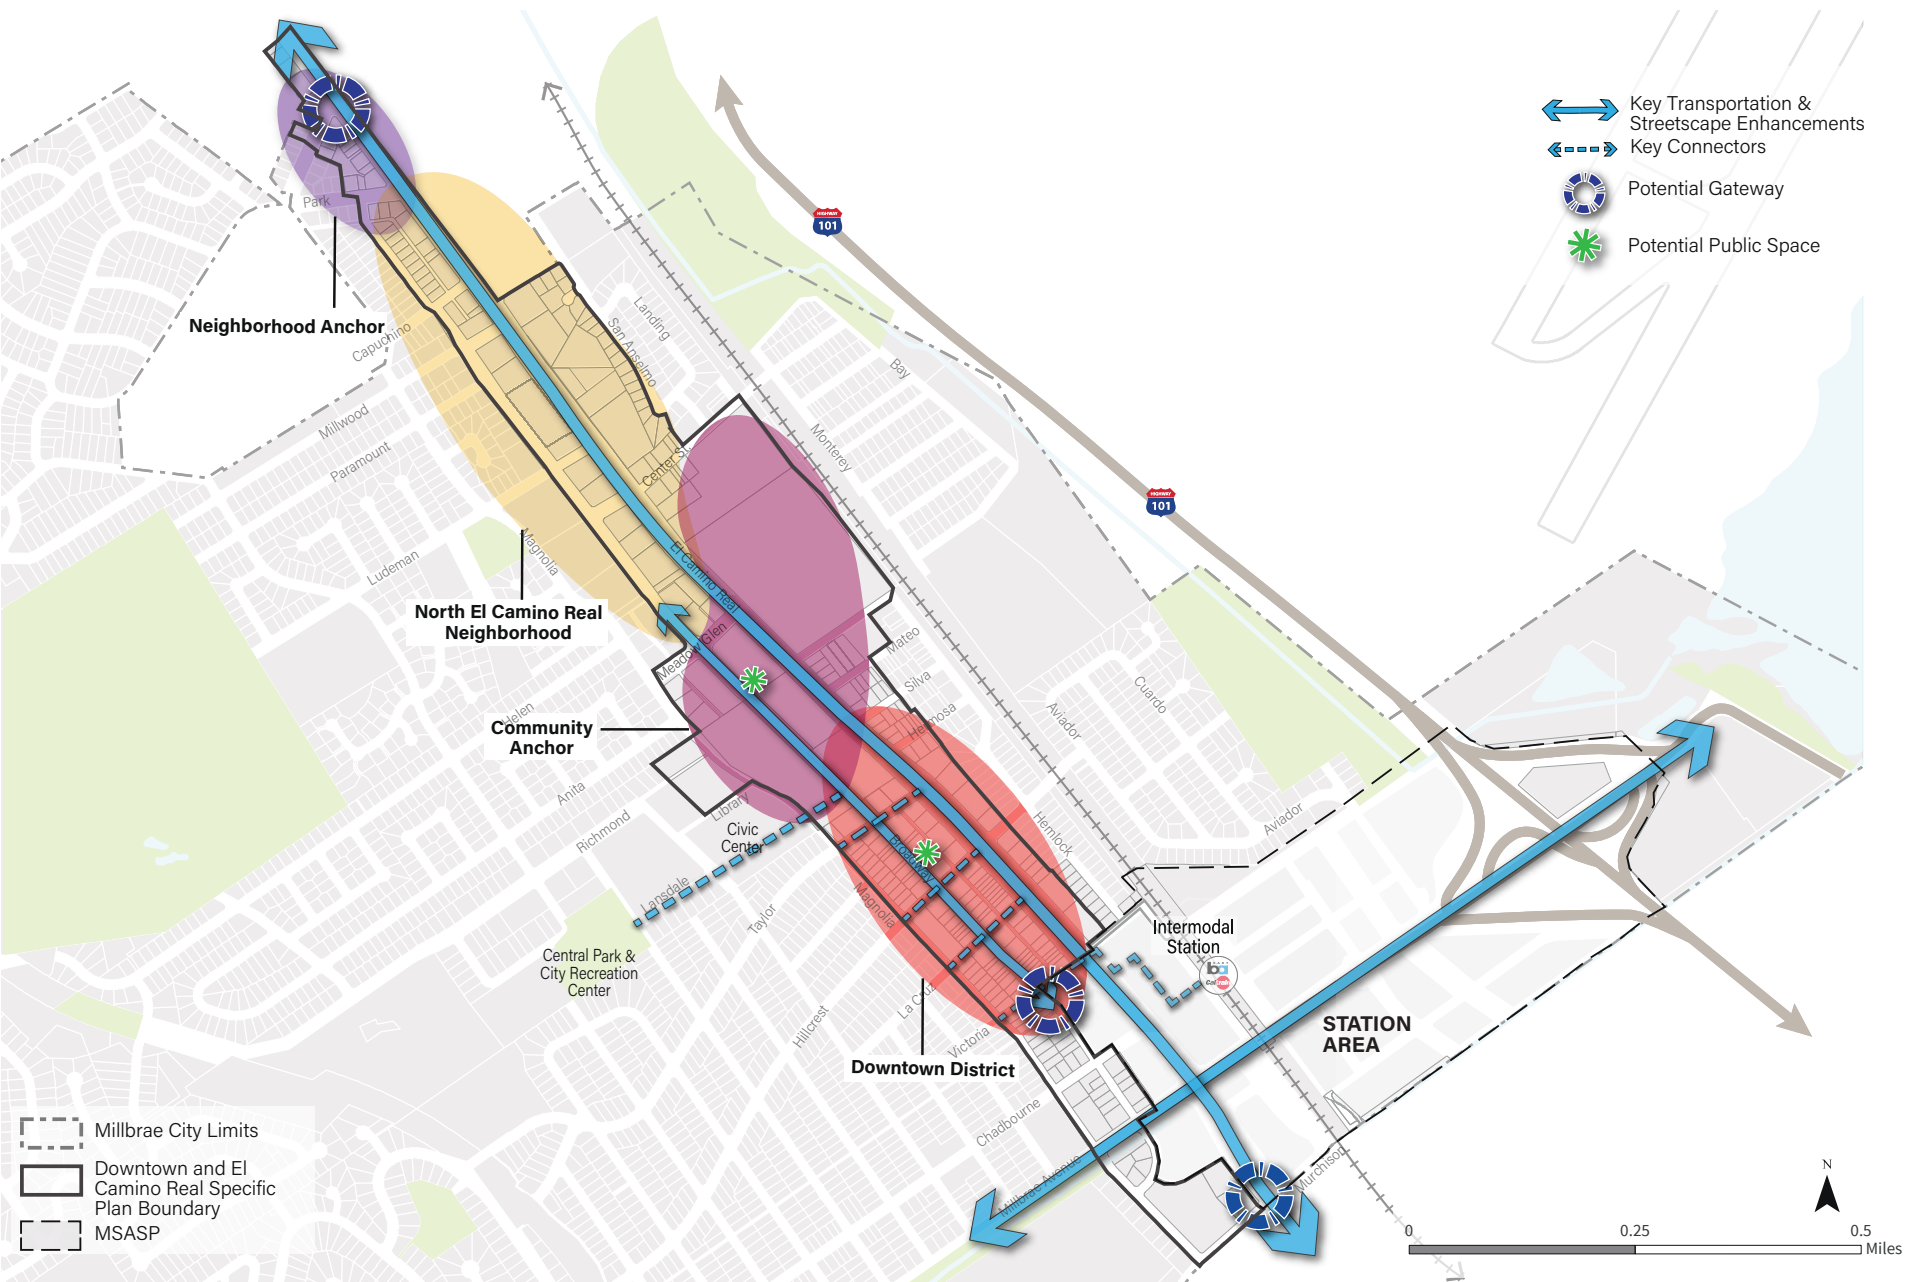 Key Transportation &
Streetscape Enhancements
Key Connectors
Potential Gateway
Potential Public Space
HIGHWAY
101
HIGHWAY
101
Park
Neighborhood Anchor
Capuchino
Landing
San Anselmo
Millwood
Paramount
Bay
Monterey
Center St.
Magnolia
Ludeman
El Camino Real
North El Camino Real
Neighborhood
Meadow Glen
Mateo
Silva
Hermosa
Cuardo
Aviador
Helen
Community
Anchor
Anita
Richmond
Library
Civic
Center
Broadway
Hemlock
Aviador
Lansdale
Magnolia
Taylor
Intermodal
Station
ba
Caltrain
Central Park &
City Recreation
Center
Hillcrest
La Cruz
Victoria
STATION
AREA
Downtown District
Chadbourne
Millbrae Avenue
Murchison
Millbrae City Limits
Downtown and El
Camino Real Specific
Plan Boundary
MSASP
N
0
0.25
0.5
Miles